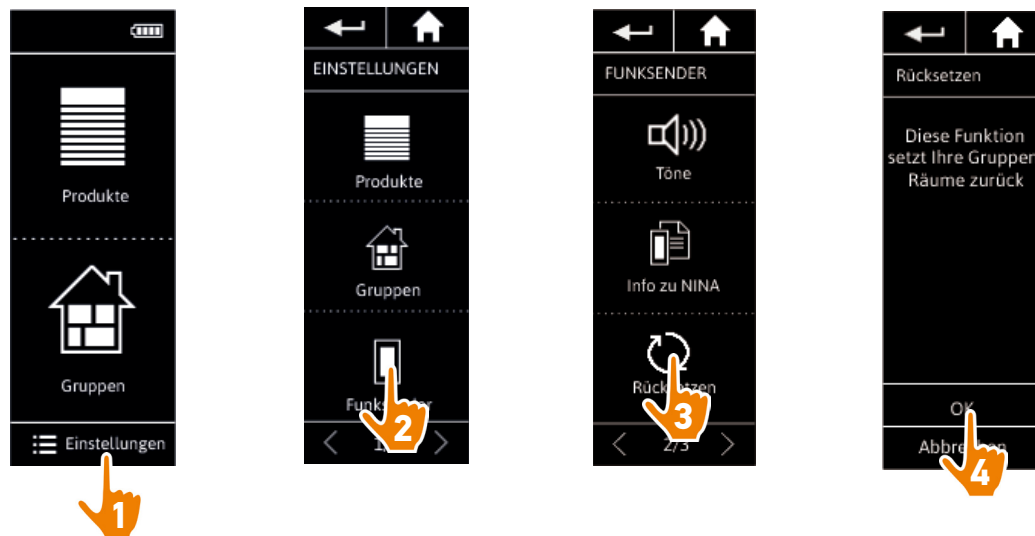 Produkte
Gruppen
Einstellungen
1
EINSTELLUNGEN
Produkte
Gruppen
2
FUNKSENDER
Töne
Info zu NINA
3
Rücksetzen
Diese Funktion
setzt Ihre Gruppen
Räume zurück
OK
4